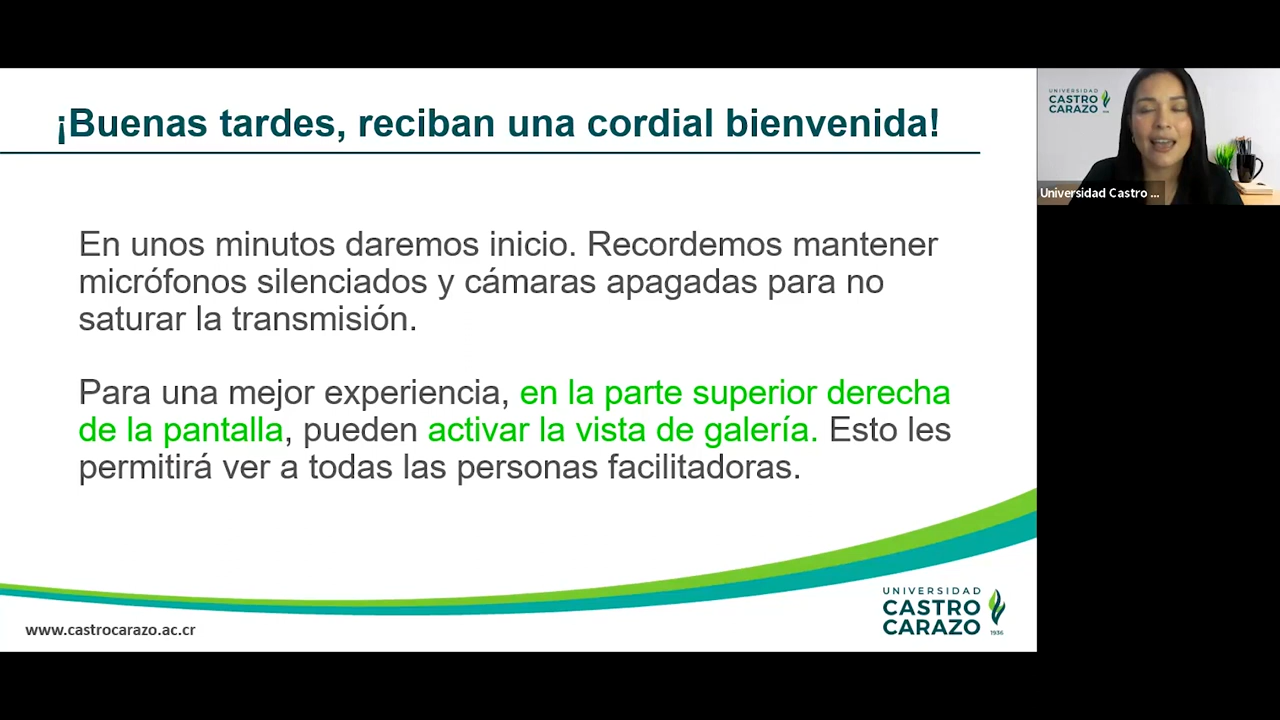 ¡Buenas tardes, reciban una cordial bienvenida!
En unos minutos daremos inicio. Recordemos mantener
micrófonos silenciados y cámaras apagadas para no
saturar la transmisión.
Para una mejor experiencia, en la parte superior derecha
de la pantalla, pueden activar la vista de galería. Esto les
permitirá ver a todas las personas facilitadoras.
www.castrocarazo.ac.cr
UNIVERSIDAD
CASTRO
CARAZO
1936
UNIVERSIDAD
CASTRO
CARAZO
Universidad Castro ...